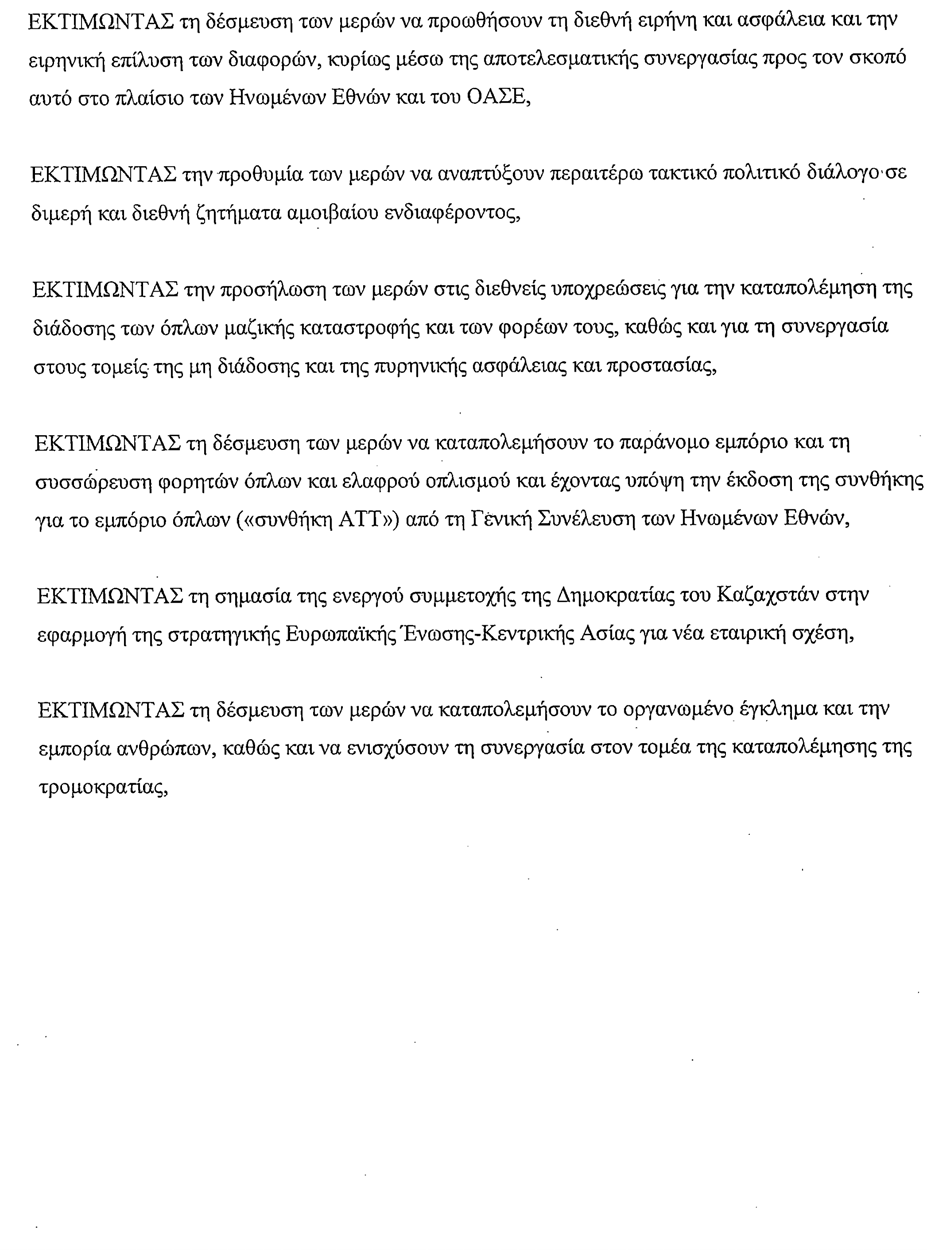 ΕΚΤΙΜΩΝΤΑΣ τη δέσμευση των μερών να προωθήσουν τη διεθνή ειρήνη και ασφάλεια και την
ειρηνική επίλυση των διαφορών, κυρίως μέσω της αποτελεσματικής συνεργασίας προς τον σκοπό
αυτό στο πλαίσιο των Ηνωμένων Εθνών και του ΟΑΣΕ,
ΕΚΤΙΜΩΝΤΑΣ την προθυμία των μερών να αναπτύξουν περαιτέρω τακτικό πολιτικό διάλογο σε
διμερή και διεθνή ζητήματα αμοιβαίου ενδιαφέροντος,
ΕΚΤΙΜΩΝΤΑΣ την προσήλωση των μερών στις διεθνείς υποχρεώσεις για την καταπολέμηση της
διάδοσης των όπλων μαζικής καταστροφής και των φορέων τους, καθώς και για τη συνεργασία
στους τομείς της μη διάδοσης και της πυρηνικής ασφάλειας και προστασίας,
ΕΚΤΙΜΩΝΤΑΣ τη δέσμευση των μερών να καταπολεμήσουν το παράνομο εμπόριο και τη
συσσώρευση φορητών όπλων και ελαφρού οπλισμού και έχοντας υπόψη την έκδοση της συνθήκης
για το εμπόριο όπλων («συνθήκη ΑΤΤ») από τη Γενική Συνέλευση των Ηνωμένων Εθνών,
ΕΚΤΙΜΩΝΤΑΣ τη σημασία της ενεργού συμμετοχής της Δημοκρατίας του Καζαχστάν στην
εφαρμογή της στρατηγικής Ευρωπαϊκής Ένωσης-Κεντρικής Ασίας για νέα εταιρική σχέση,
ΕΚΤΙΜΩΝΤΑΣ τη δέσμευση των μερών να καταπολεμήσουν το οργανωμένο έγκλημα και την
εμπορία ανθρώπων, καθώς και να ενισχύσουν τη συνεργασία στον τομέα της καταπολέμησης της
τρομοκρατίας,